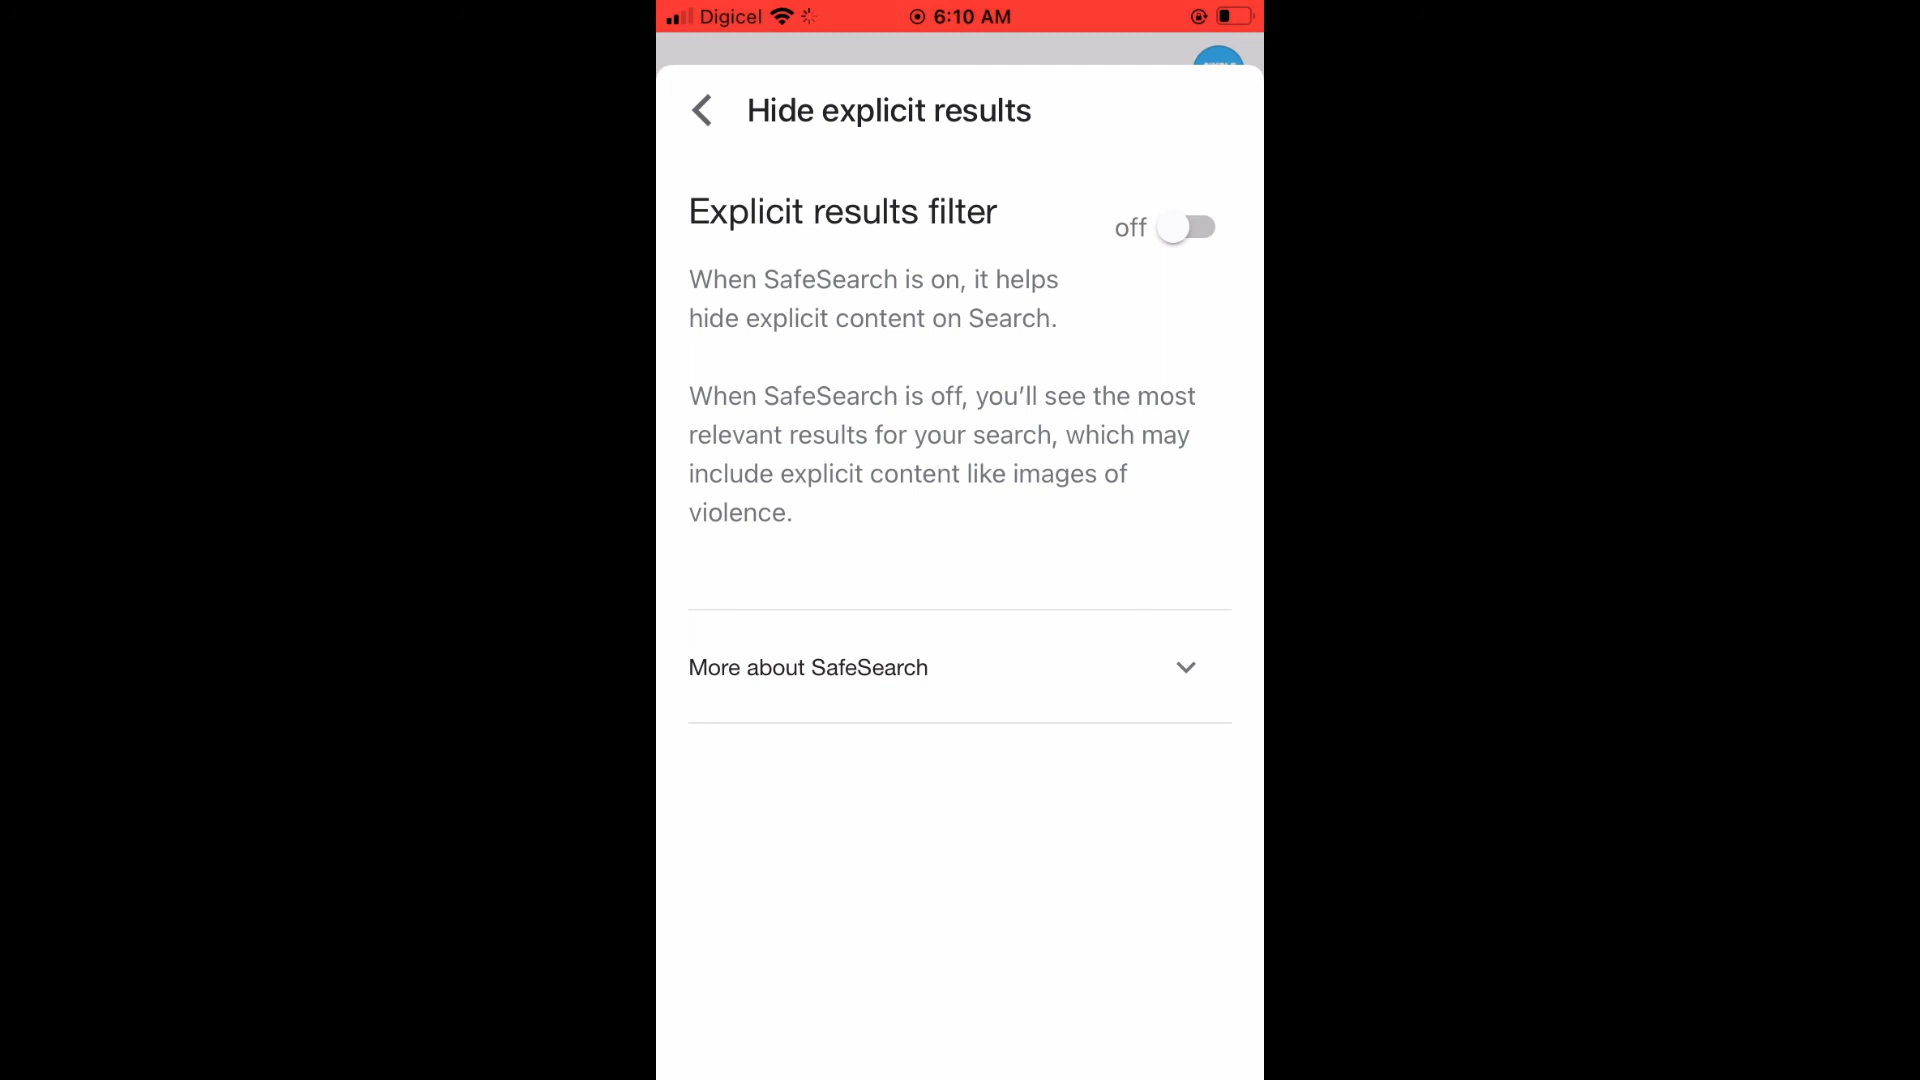 Digicel 6:10 AM
Hide explicit results
Explicit results filter
off
When SafeSearch is on, it helps
hide explicit content on Search.
When SafeSearch is off, you’ll see the most
relevant results for your search, which may
include explicit content like images of
violence.
More about SafeSearch